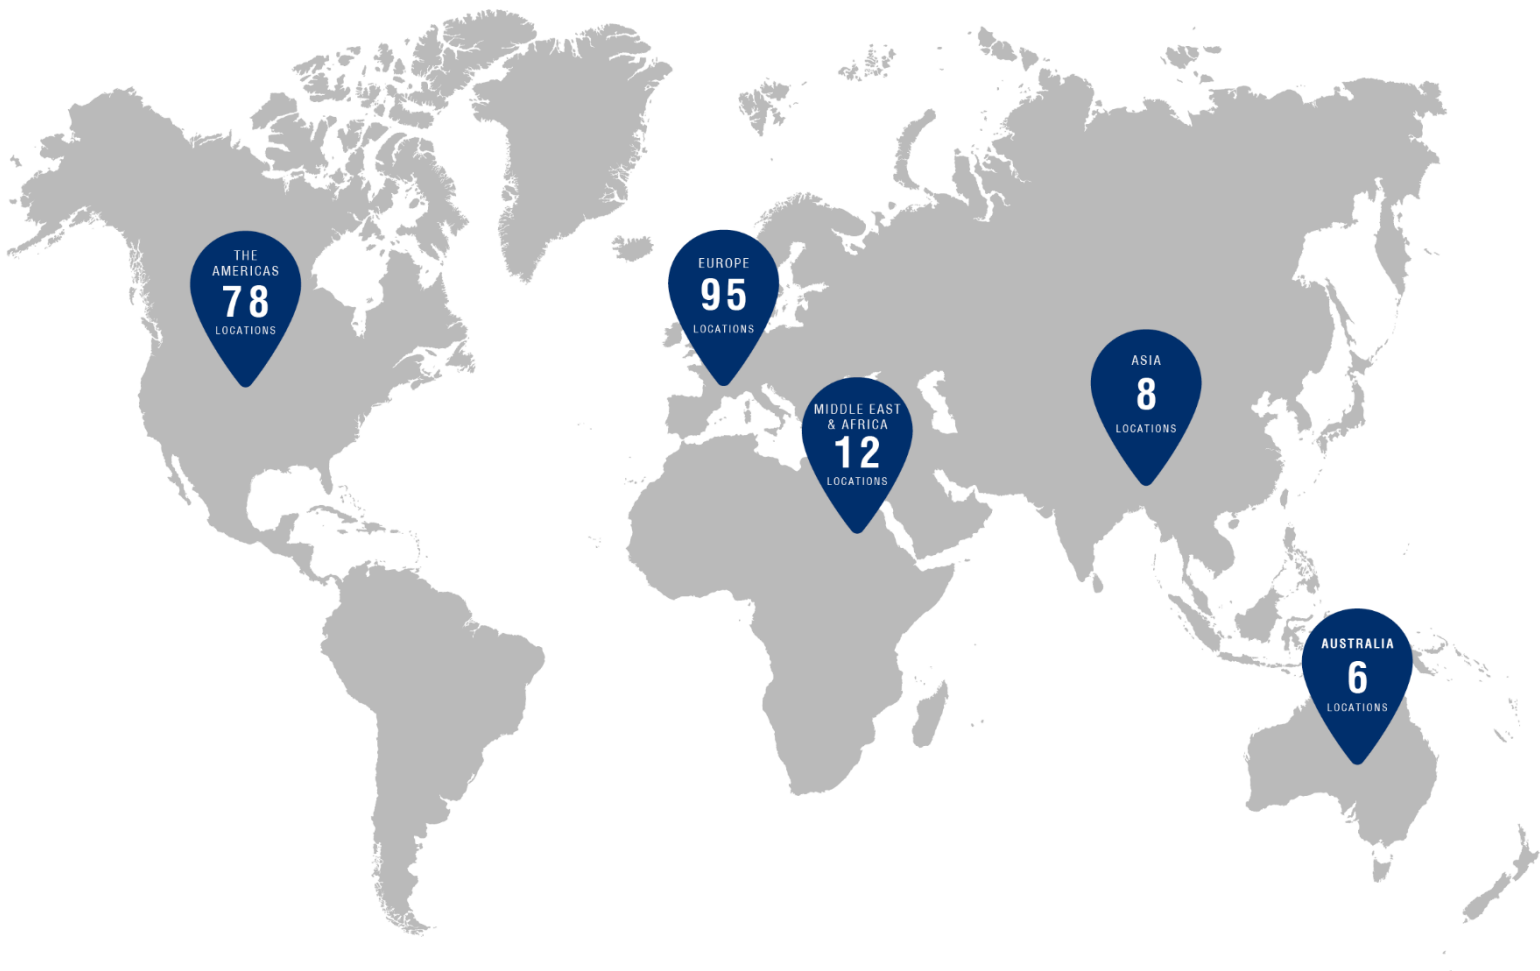 THE
AMERICAS
78
LOCATIONS
EUROPE
95
LOCATIONS
MIDDLE EAST
& AFRICA
12
LOCATIONS
ASIA
8
LOCATIONS
AUSTRALIA
6
LOCATIONS